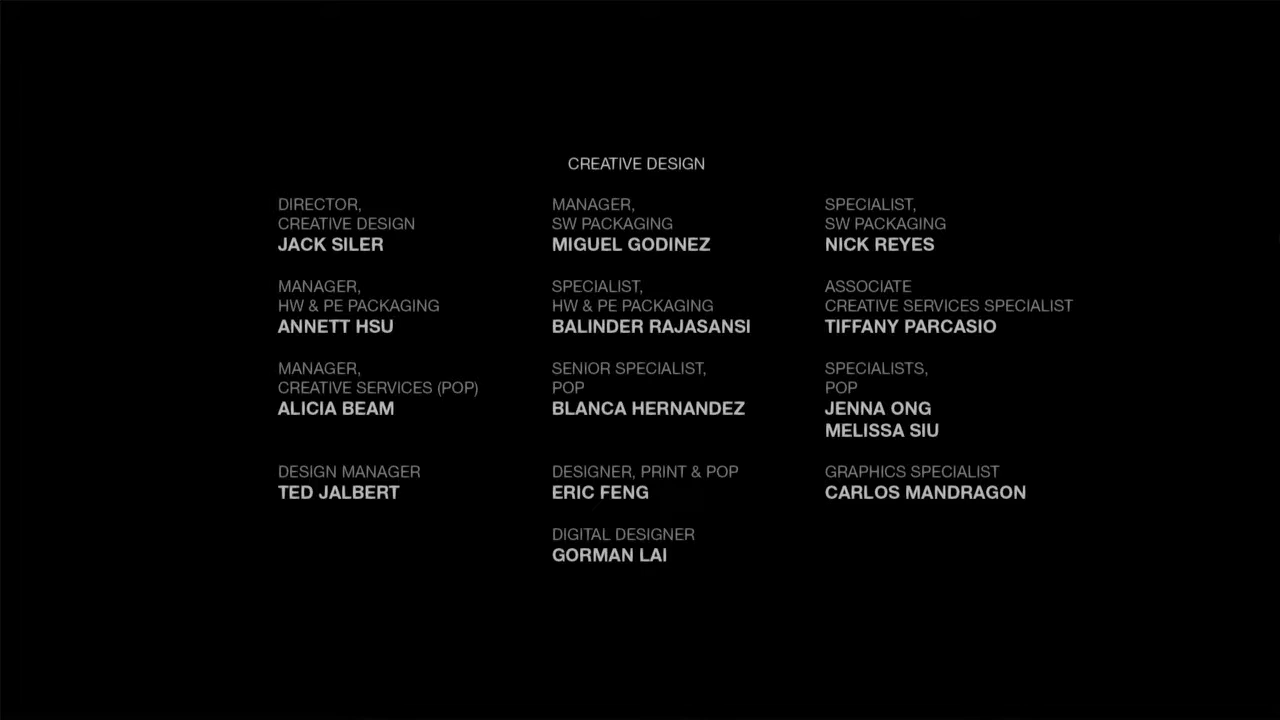 CREATIVE DESIGN
DIRECTOR,
CREATIVE DESIGN
JACK SILER
MANAGER,
SW PACKAGING
MIGUEL GODINEZ
SPECIALIST,
SW PACKAGING
NICK REYES
MANAGER,
HW & PE PACKAGING
ANNETT HSU
SPECIALIST,
HW & PE PACKAGING
BALINDER RAJASANSI
ASSOCIATE
CREATIVE SERVICES SPECIALIST
TIFFANY PARCASIO
MANAGER,
CREATIVE SERVICES (POP)
ALICIA BEAM
SENIOR SPECIALIST,
POP
BLANCA HERNANDEZ
SPECIALISTS,
POP
JENNA ONG
MELISSA SIU
DESIGN MANAGER
TED JALBERT
DESIGNER, PRINT & POP
ERIC FENG
GRAPHICS SPECIALIST
CARLOS MANDRAGON
DIGITAL DESIGNER
GORMAN LAI